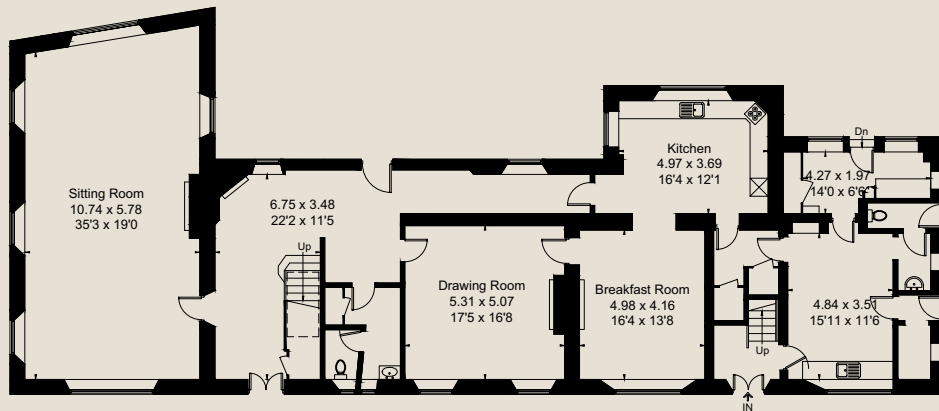 Sitting Room
10.74 x 5.78
35'3 x 19'0
6.75 x 3.48
22'2 x 11'5
Up
Drawing Room
5.31 x 5.07
17'5 x 16'8
Breakfast Room
4.98 x 4.16
16'4 x 13'8
Kitchen
4.97 x 3.69
16'4 x 12'1
Dn
4.27 x 1.97
14'0 x 6'6
4.84 x 3.51
15'11 x 11'6
Up
IN